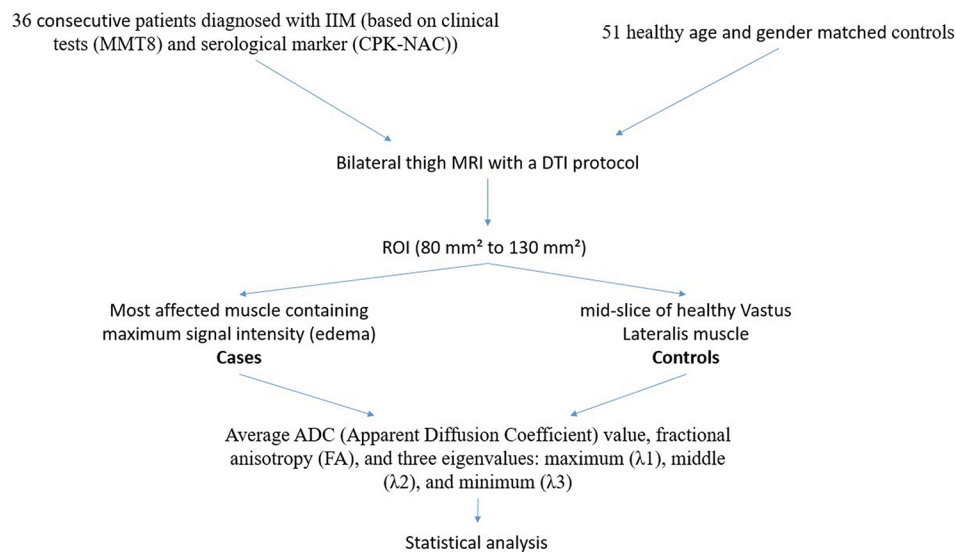 36 consecutive patients diagnosed with IIM (based on clinical
tests (MMT8) and serological marker (CPK-NAC))
51 healthy age and gender matched controls
Bilateral thigh MRI with a DTI protocol
ROI (80 mm² to 130 mm²)
Most affected muscle containing
maximum signal intensity (edema)
Cases
mid-slice of healthy Vastus
Lateralis muscle
Controls
Average ADC (Apparent Diffusion Coefficient) value, fractional
anisotropy (FA), and three eigenvalues: maximum (λ1), middle
(λ2), and minimum (λ3)
Statistical analysis